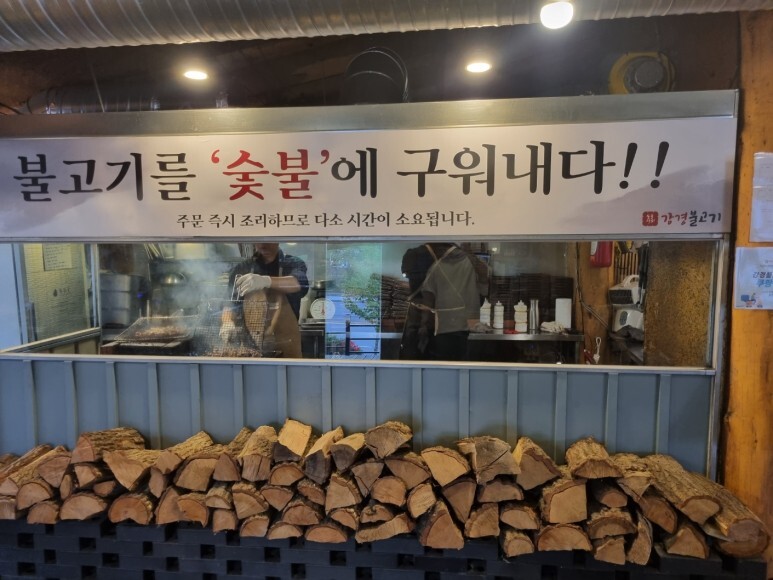 불고기를 '숯불'에 구워내다!!
주문 즉시 조리하므로 다소 시간이 소요됩니다.
강경불고기